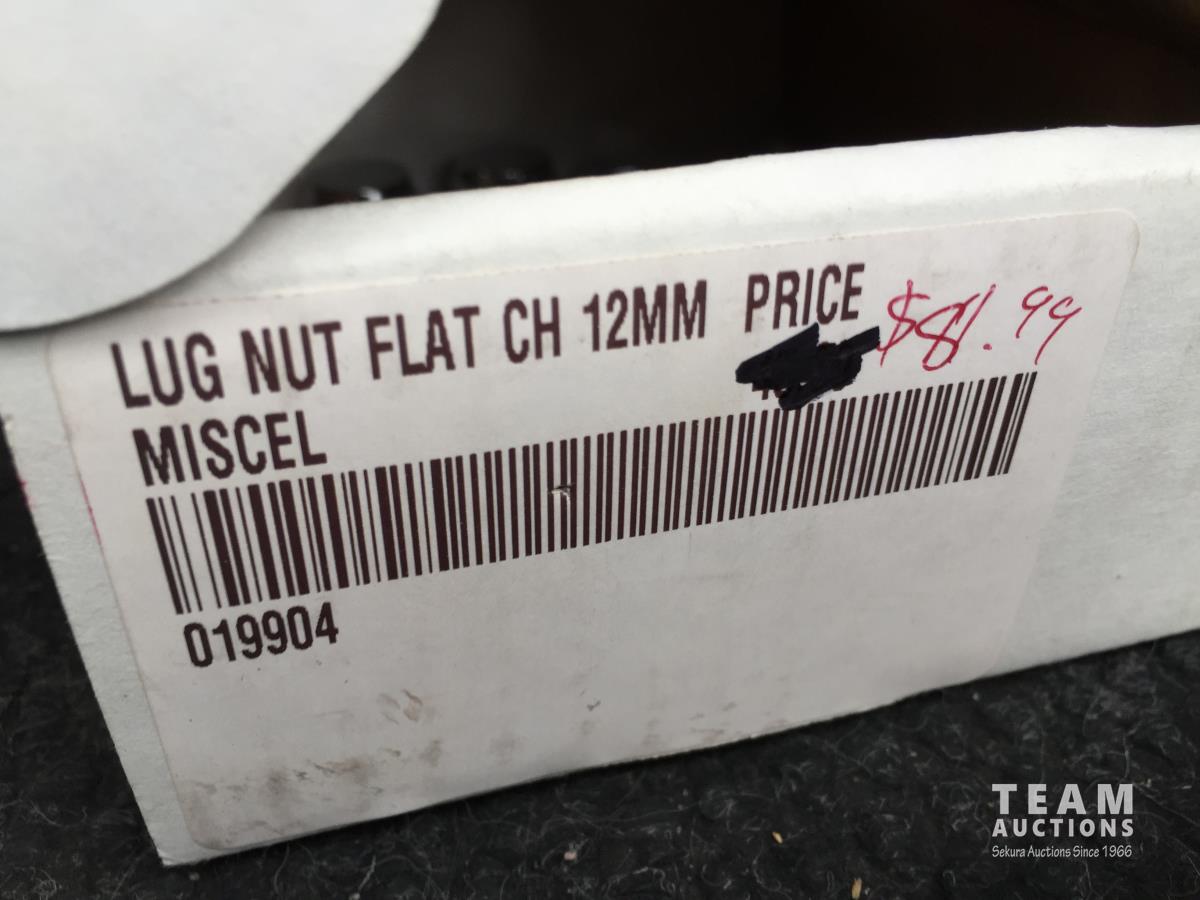 LUG NUT FLAT CH 12MM PRICE $81.99
MISCEL
019904
TEAM
AUCTIONS
Sekura Auctions Since 1966